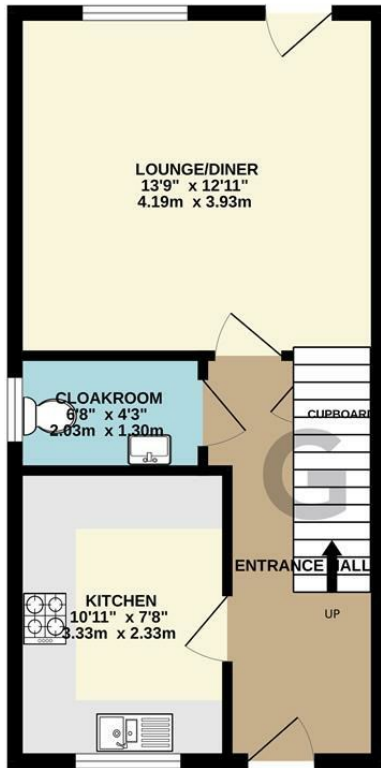 LOUNGE/DINER
13'9" x 12'11"
4.19m x 3.93m
CLOAKROOM
6'8" x 4'3"
2.03m x 1.30m
CUPBOARD
G
ENTRANCE HALL
KITCHEN
10'11" x 7'8"
3.33m x 2.33m
UP